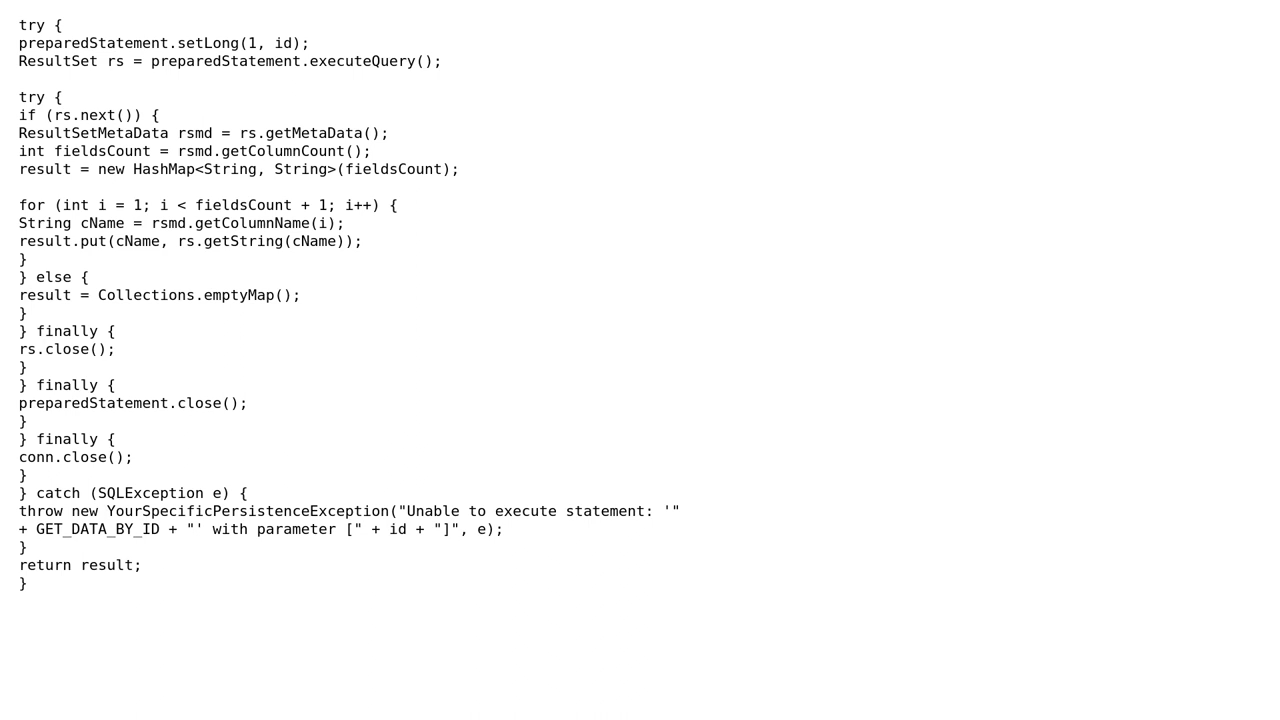 try {
preparedStatement.setLong(1, id);
ResultSet rs = preparedStatement.executeQuery();

try {
if (rs.next()) {
ResultSetMetaData rsmd = rs.getMetaData();
int fieldsCount = rsmd.getColumnCount();
result = new HashMap<String, String>(fieldsCount);

for (int i = 1; i < fieldsCount + 1; i++) {
String cName = rsmd.getColumnName(i);
result.put(cName, rs.getString(cName));
}
} else {
result = Collections.emptyMap();
}
} finally {
rs.close();
}
} finally {
preparedStatement.close();
}
} finally {
conn.close();
}
} catch (SQLException e) {
throw new YourSpecificPersistenceException("Unable to execute statement: '"
+ GET_DATA_BY_ID + "' with parameter [" + id + "]", e);
}
return result;
}